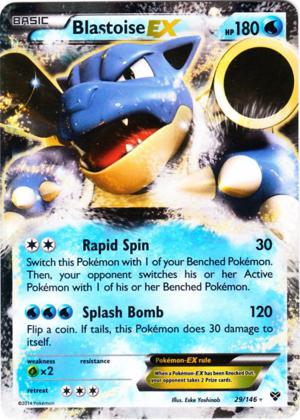 BASIC
Blastoise EX HP 180
Rapid Spin 30
Switch this Pokémon with 1 of your Benched Pokémon.
Then, your opponent switches his or her Active
Pokémon with 1 of his or her Benched Pokémon.
Splash Bomb 120
Flip a coin. If tails, this Pokémon does 30 damage to
itself.
weakness resistance
×2
retreat
Pokémon-EX rule
When a Pokémon-EX has been Knocked Out,
your opponent takes 2 Prize cards.
©2014 Pokémon
Illus. Eske Yoshinob
29/146
XY